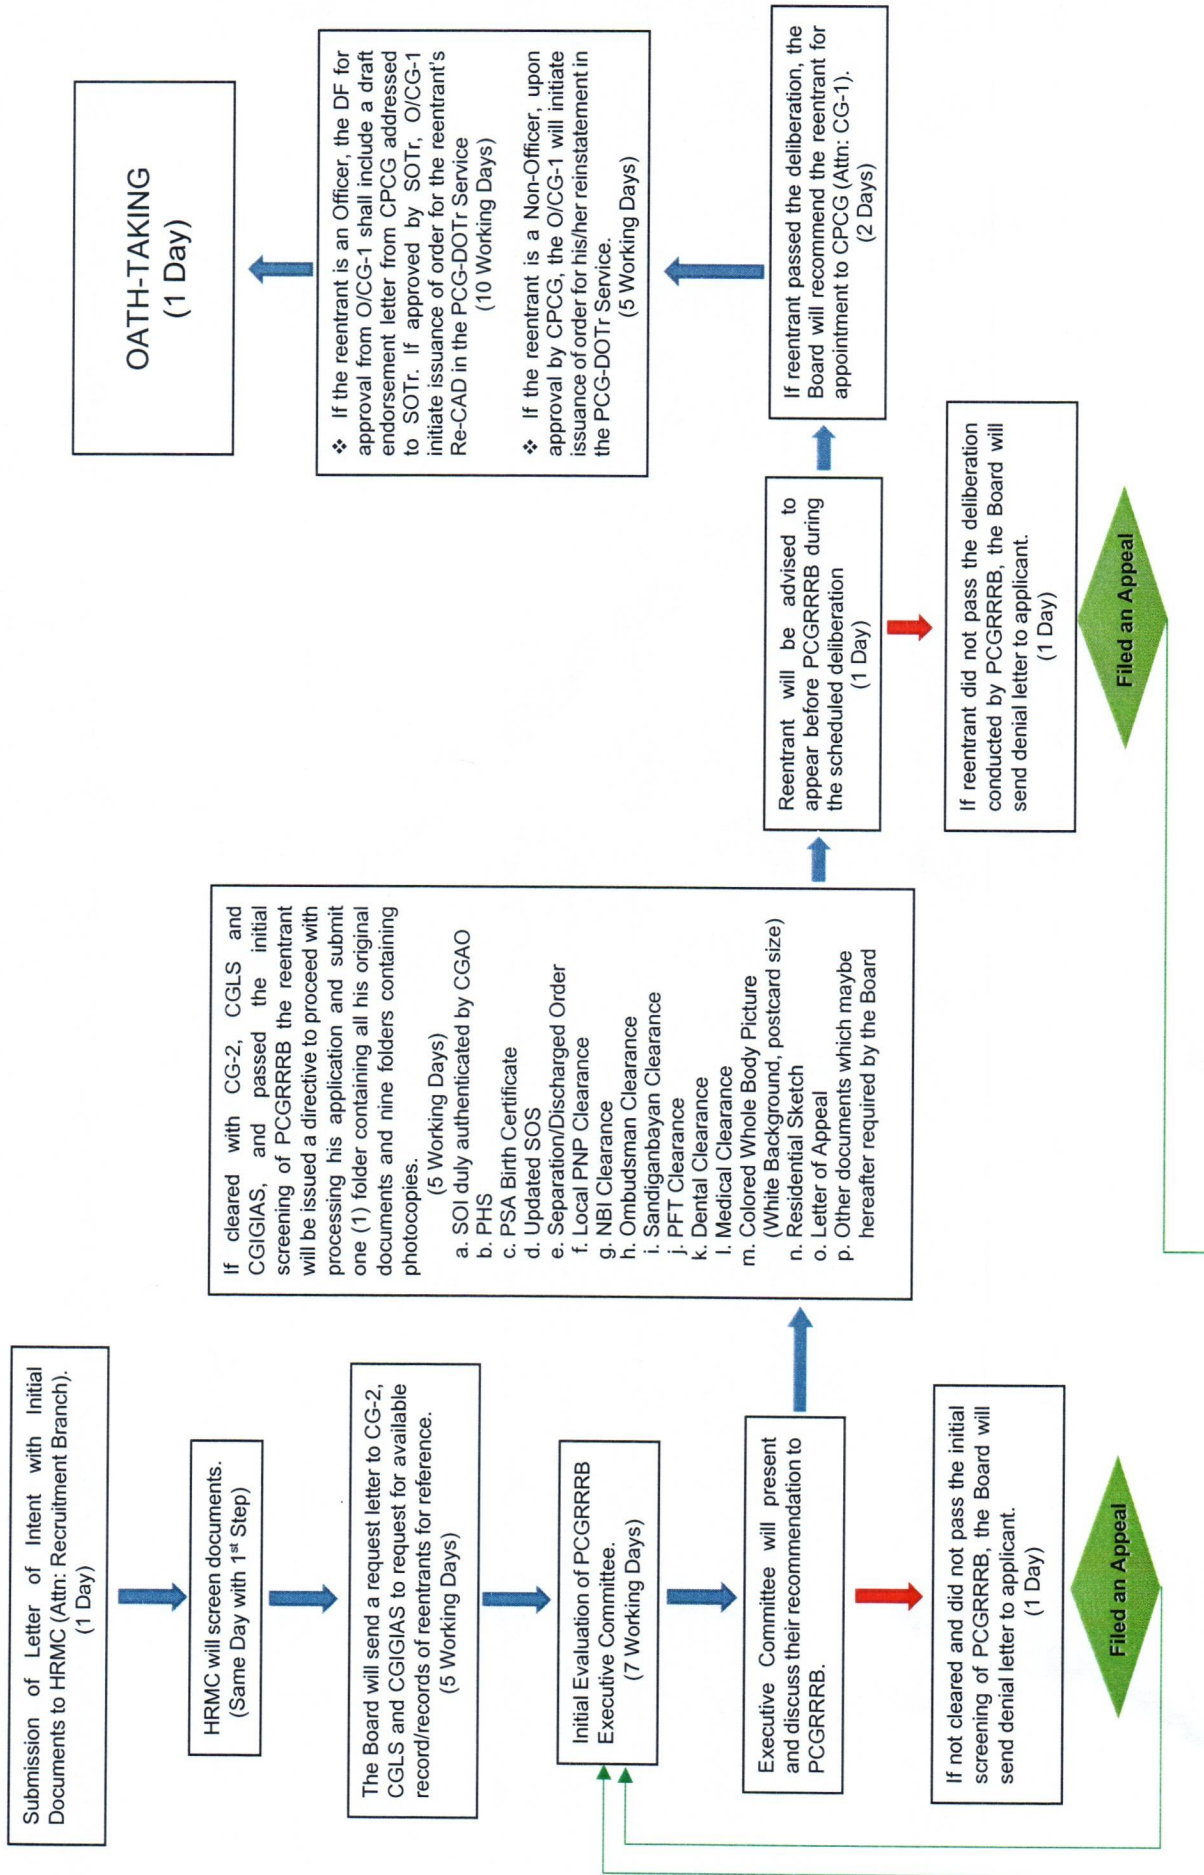 Submission of Letter of Intent with Initial
Documents to HRMC (Attn: Recruitment Branch).
(1 Day)
HRMC will screen documents.
(Same Day with 1st Step)
The Board will send a request letter to CG-2,
CGLS and CGIGIAS to request for available
record/records of reentrants for reference.
(5 Working Days)
Initial Evaluation of PCGRRRB
Executive Committee.
(7 Working Days)
Executive Committee will present
and discuss their recommendation to
PCGRRRB.
If not cleared and did not pass the initial
screening of PCGRRRB, the Board will
send denial letter to applicant.
(1 Day)
Filed an Appeal
If cleared with CG-2, CGLS and
CGIGIAS, and passed the initial
screening of PCGRRRB the reentrant
will be issued a directive to proceed with
processing his application and submit
one (1) folder containing all his original
documents and nine folders containing
photocopies.
(5 Working Days)
a. SOI duly authenticated by CGAO
b. PHS
c. PSA Birth Certificate
d. Updated SOS
e. Separation/Discharged Order
f. Local PNP Clearance
g. NBI Clearance
h. Ombudsman Clearance
i. Sandiganbayan Clearance
j. PFT Clearance
k. Dental Clearance
l. Medical Clearance
m. Colored Whole Body Picture
(White Background, postcard size)
n. Residential Sketch
o. Letter of Appeal
p. Other documents which maybe
hereafter required by the Board
Reentrant will be advised to
appear before PCGRRRB during
the scheduled deliberation
(1 Day)
If reentrant did not pass the deliberation
conducted by PCGRRRB, the Board will
send denial letter to applicant.
(1 Day)
Filed an Appeal
If reentrant passed the deliberation, the
Board will recommend the reentrant for
appointment to CPCG (Attn: CG-1).
(2 Days)
❖ If the reentrant is an Officer, the DF for
approval from O/CG-1 shall include a draft
endorsement letter from CPCG addressed
to SOTr. If approved by SOTr, O/CG-1
initiate issuance of order for the reentrant's
Re-CAD in the PCG-DOTr Service
(10 Working Days)
❖ If the reentrant is a Non-Officer, upon
approval by CPCG, the O/CG-1 will initiate
issuance of order for his/her reinstatement in
the PCG-DOTr Service.
(5 Working Days)
OATH-TAKING
(1 Day)